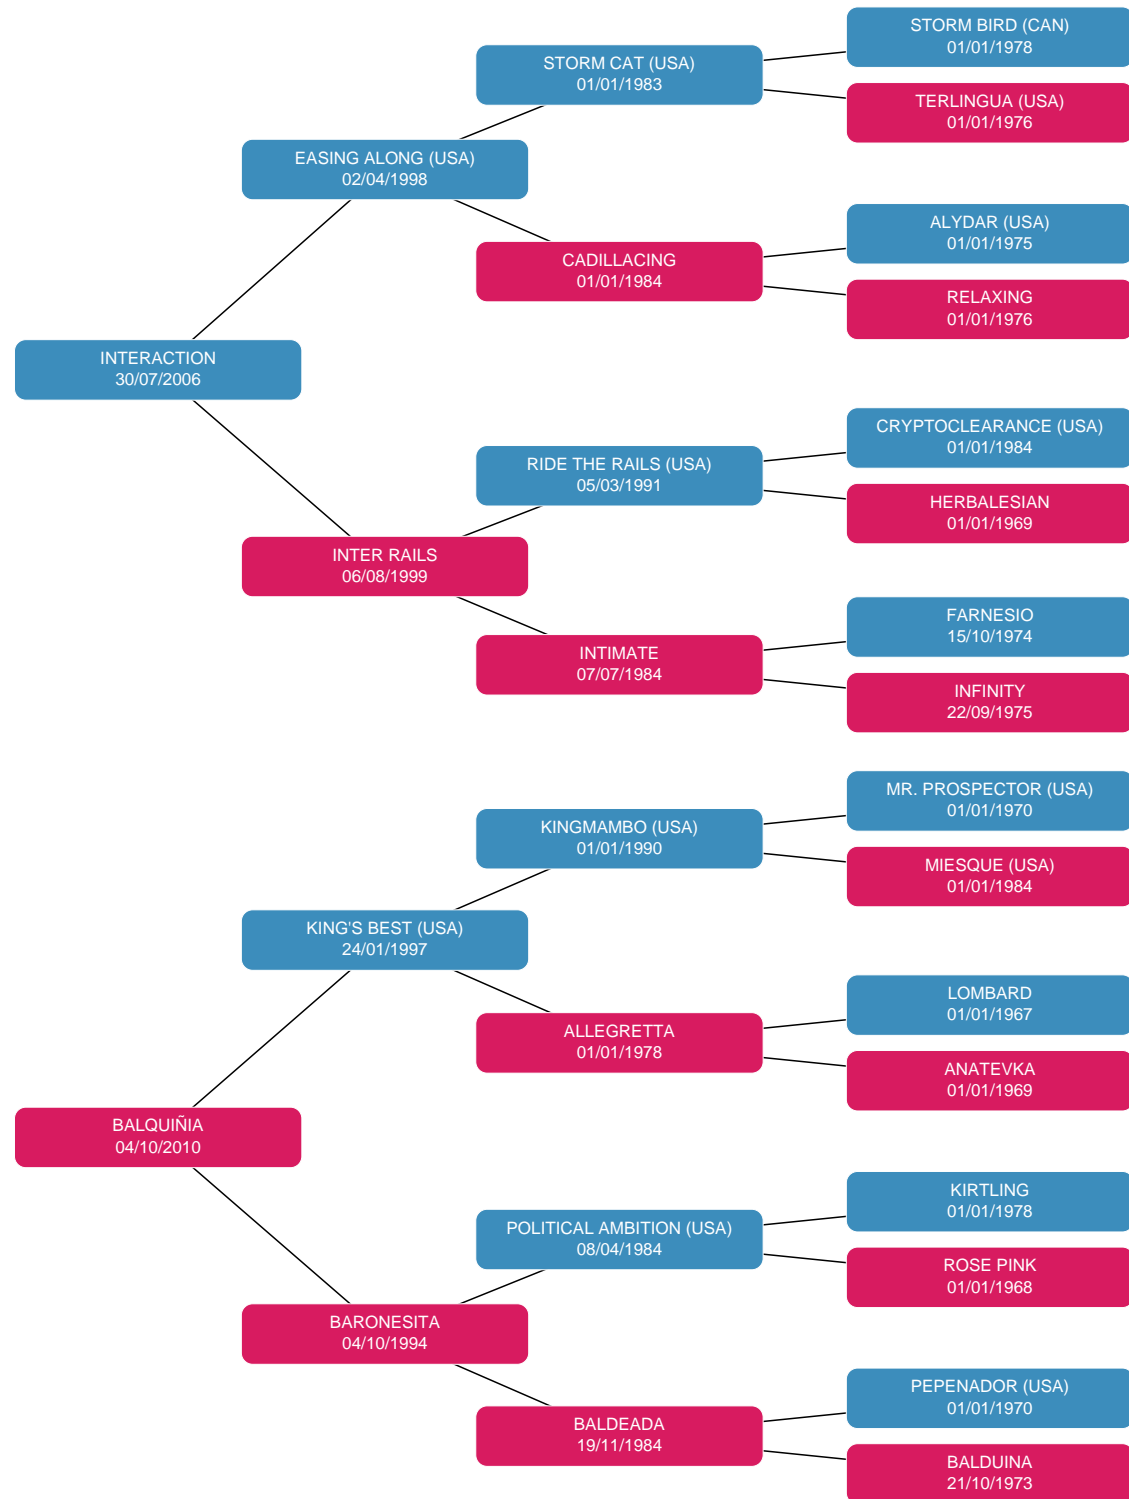 STORM BIRD (CAN)
01/01/1978
STORM CAT (USA)
01/01/1983
TERLINGUA (USA)
01/01/1976
EASING ALONG (USA)
02/04/1998
ALYDAR (USA)
01/01/1975
CADILLACING
01/01/1984
RELAXING
01/01/1976
INTERACTION
30/07/2006
CRYPTOCLEARANCE (USA)
01/01/1984
RIDE THE RAILS (USA)
05/03/1991
HERBALESIAN
01/01/1969
INTER RAILS
06/08/1999
FARNESIO
15/10/1974
INTIMATE
07/07/1984
INFINITY
22/09/1975
MR. PROSPECTOR (USA)
01/01/1970
KINGMAMBO (USA)
01/01/1990
MIESQUE (USA)
01/01/1984
KING'S BEST (USA)
24/01/1997
LOMBARD
01/01/1967
ALLEGRETTA
01/01/1978
ANATEVKA
01/01/1969
BALQUIÑIA
04/10/2010
KIRTLING
01/01/1978
POLITICAL AMBITION (USA)
08/04/1984
ROSE PINK
01/01/1968
BARONESITA
04/10/1994
PEPENADOR (USA)
01/01/1970
BALDEADA
19/11/1984
BALDUINA
21/10/1973